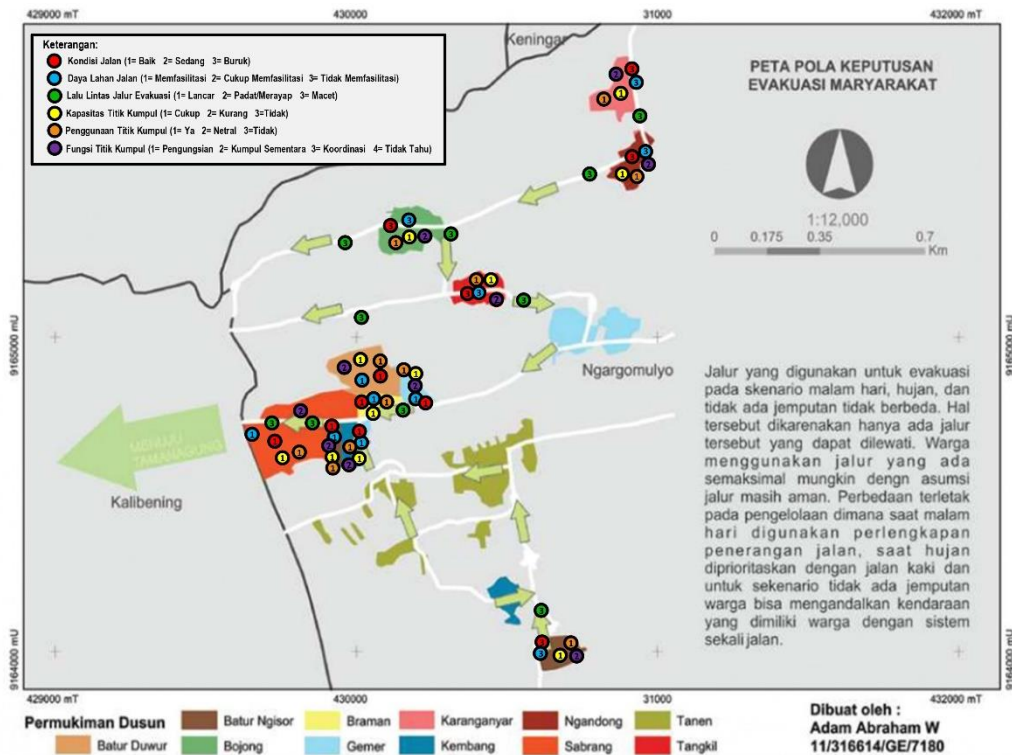 429000 mT
430000
31000
432000 mT
Keterangan:
Kondisi Jalan (1= Baik 2= Sedang 3= Buruk)
Daya Lahan Jalan (1= Memfasilitasi 2= Cukup Memfasilitasi 3= Tidak Memfasilitasi)
Lalu Lintas Jalur Evakuasi (1= Lancar 2= Padat/Merayap 3= Macet)
Kapasitas Titik Kumpul (1= Cukup 2= Kurang 3=Tidak)
Penggunaan Titik Kumpul (1= Ya 2= Netral 3=Tidak)
Fungsi Titik Kumpul (1= Pengungsian 2= Kumpul Sementara 3= Koordinasi 4= Tidak Tahu)
Keningar
PETA POLA KEPUTUSAN
EVAKUASI MARYARAKAT
1:12,000
0 0.175 0.35 0.7
Km
9165000 mU
9165000 mU
Ngargomulyo
MENUJU
TAMANAGUNG
Kalibening
Jalur yang digunakan untuk evakuasi
pada skenario malam hari, hujan, dan
tidak ada jemputan tidak berbeda. Hal
tersebut dikarenakan hanya ada jalur
tersebut yang dapat dilewati. Warga
menggunakan jalur yang ada
semaksimal mungkin dengn asumsi
jalur masih aman. Perbedaan terletak
pada pengelolaan dimana saat malam
hari digunakan perlengkapan
penerangan jalan, saat hujan
diprioritaskan dengan jalan kaki dan
untuk sekenario tidak ada jemputan
warga bisa mengandalkan kendaraan
yang dimiliki warga dengan sistem
sekali jalan.
9164000 mU
9164000 mU
429000 mT
430000
31000
432000 mT
Permukiman Dusun
Batur Ngisor
Braman
Karanganyar
Ngandong
Tanen
Batur Duwur
Bojong
Gemer
Kembang
Sabrang
Tangkil
Dibuat oleh :
Adam Abraham W
11/316614/GE/7180